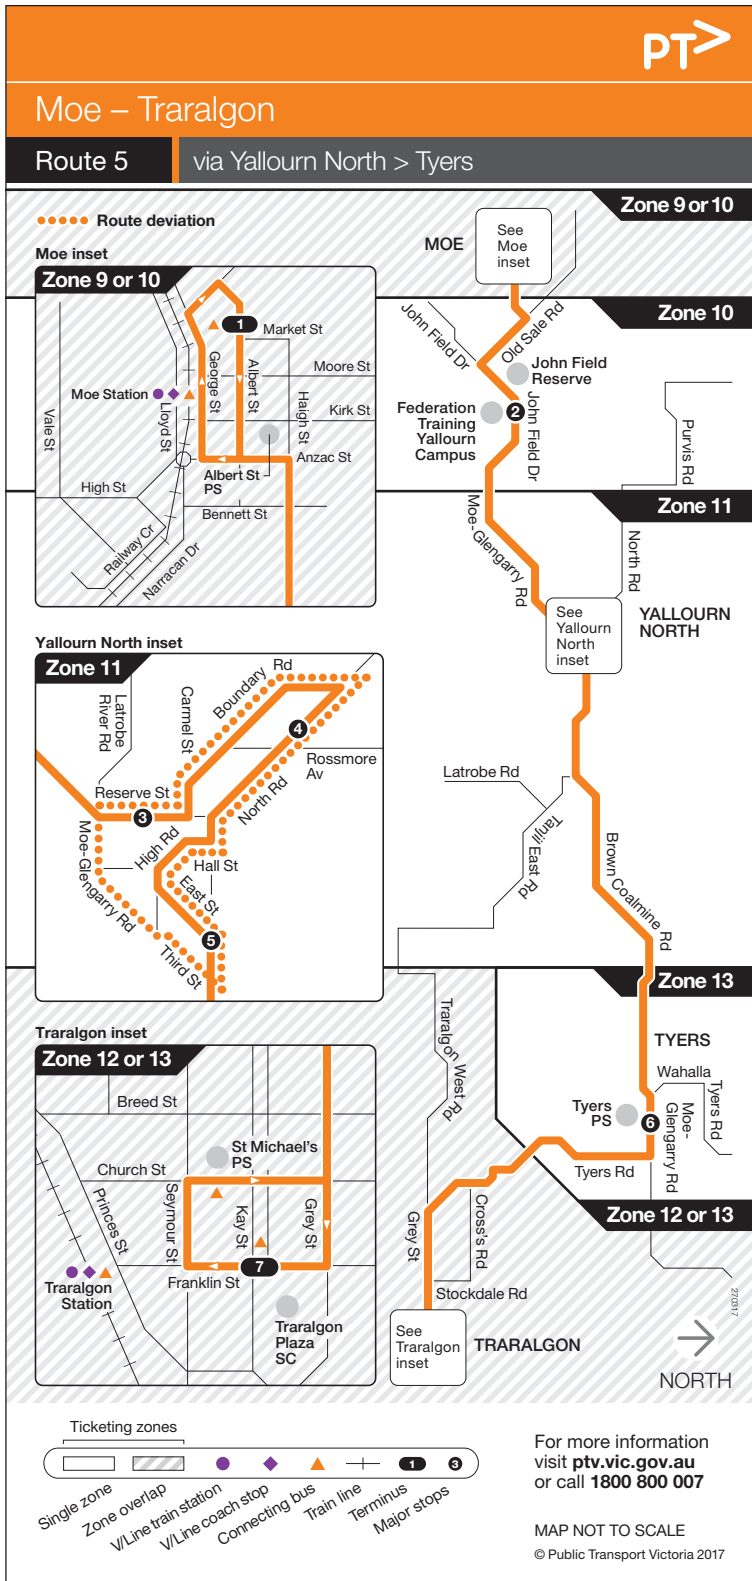 PT>
Moe – Traralgon
Route 5
via Yallourn North > Tyers
Zone 9 or 10
Route deviation
MOE
See
Moe
inset
Moe inset
Zone 9 or 10
1
Market St
Moore St
George St
Albert St
Haigh St
Moe Station
Lloyd St
Vale St
Kirk St
Anzac St
Albert St
PS
High St
Bennett St
Railway Cr
Narracan Dr
Zone 10
John Field Dr
Old Sale Rd
John Field
Reserve
Federation
Training
Yallourn
Campus
2
John Field Dr
Purvis Rd
Zone 11
Moe-Glengarry Rd
North Rd
See
Yallourn
North
inset
YALLOURN
NORTH
Yallourn North inset
Zone 11
Latrobe
River Rd
Carmel St
Boundary
Rd
4
Rossmore
Av
Reserve St
3
North Rd
High Rd
Moe-Glengarry Rd
Hall St
East St
5
Third St
Latrobe Rd
Tanjil East Rd
Brown Coalmine Rd
Zone 13
TYERS
Wahalla
Tyers Rd
Tyers
PS
6
Moe-
Glengarry Rd
Traralgon West Rd
Tyers Rd
Zone 12 or 13
Grey St
Cross's Rd
Stockdale Rd
See
Traralgon
inset
TRARALGON
270317
NORTH
Traralgon inset
Zone 12 or 13
Breed St
St Michael's
PS
Church St
Princes St
Seymour St
Kay St
Grey St
7
Franklin St
Traralgon
Station
Traralgon
Plaza
SC
Ticketing zones
Single zone
Zone overlap
V/Line train station
V/Line coach stop
Connecting bus
Train line
1
Terminus
3
Major stops
For more information
visit ptv.vic.gov.au
or call 1800 800 007
MAP NOT TO SCALE
© Public Transport Victoria 2017